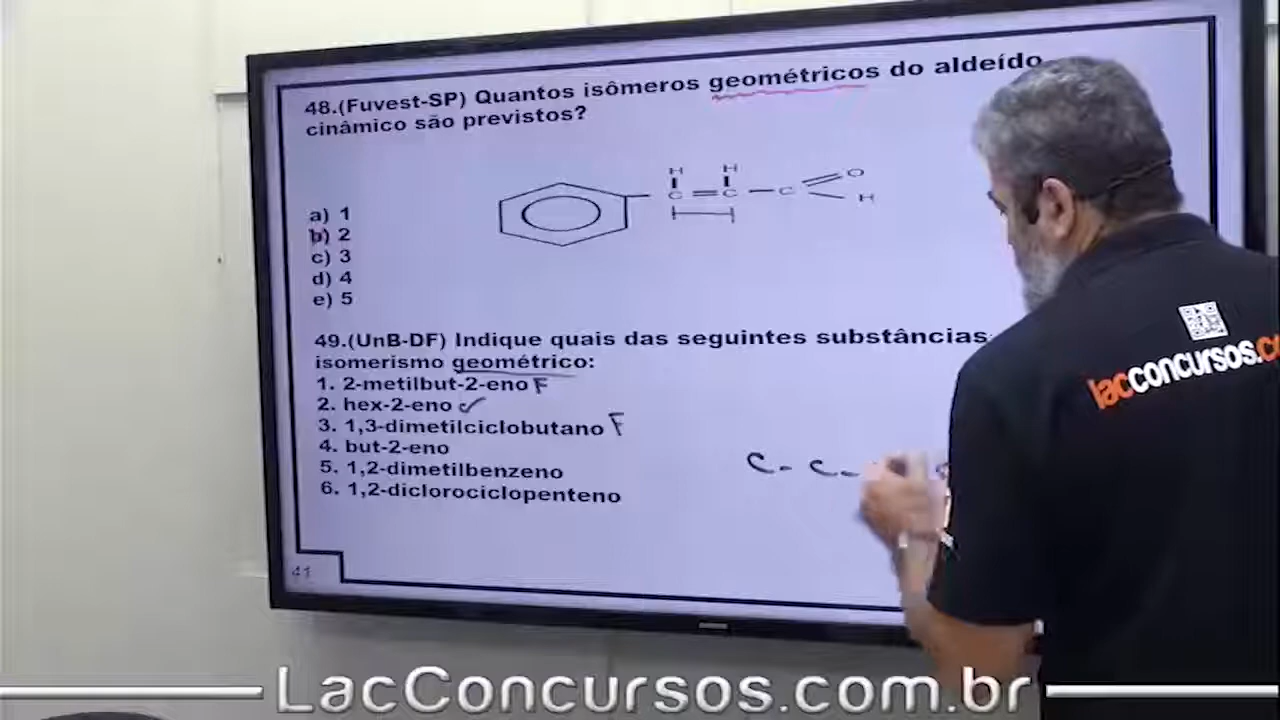 48.(Fuvest-SP) Quantos isômeros geométricos do aldeído
cinâmico são previstos?
H H
C = C - C O
H
a) 1
b) 2
c) 3
d) 4
e) 5
49.(UnB-DF) Indique quais das seguintes substâncias
isomerismo geométrico:
1. 2-metilbut-2-eno F
2. hex-2-eno ✓
3. 1,3-dimetilciclobutano F
4. but-2-eno
5. 1,2-dimetilbenzeno
6. 1,2-diclorociclopenteno
C - C -
41
lacconcursos.c
LacConcursos.com.br